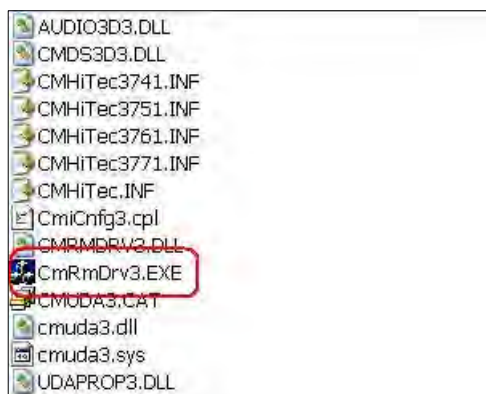 AUDIO3D3.DLL
CMDS3D3.DLL
CMHiTec3741.INF
CMHiTec3751.INF
CMHiTec3761.INF
CMHiTec3771.INF
CMHiTec.INF
CmiCnfg3.cpl
CMRMDRV3.DLL
CmRmDrv3.EXE
CMUDA3.CAT
cmuda3.dll
cmuda3.sys
UDAPROP3.DLL